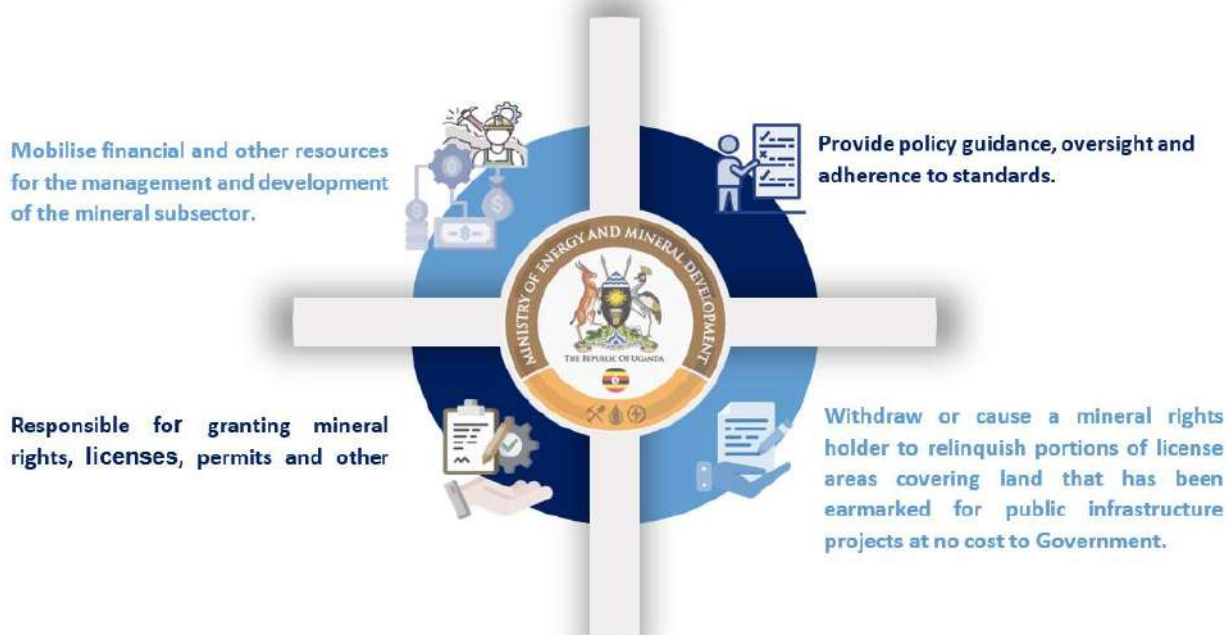 Mobilise financial and other resources
for the management and development
of the mineral subsector.
Provide policy guidance, oversight and
adherence to standards.
MINISTRY OF ENERGY AND MINERAL DEVELOPMENT
THE REPUBLIC OF UGANDA
Responsible for granting mineral
rights, licenses, permits and other
Withdraw or cause a mineral rights
holder to relinquish portions of license
areas covering land that has been
earmarked for public infrastructure
projects at no cost to Government.